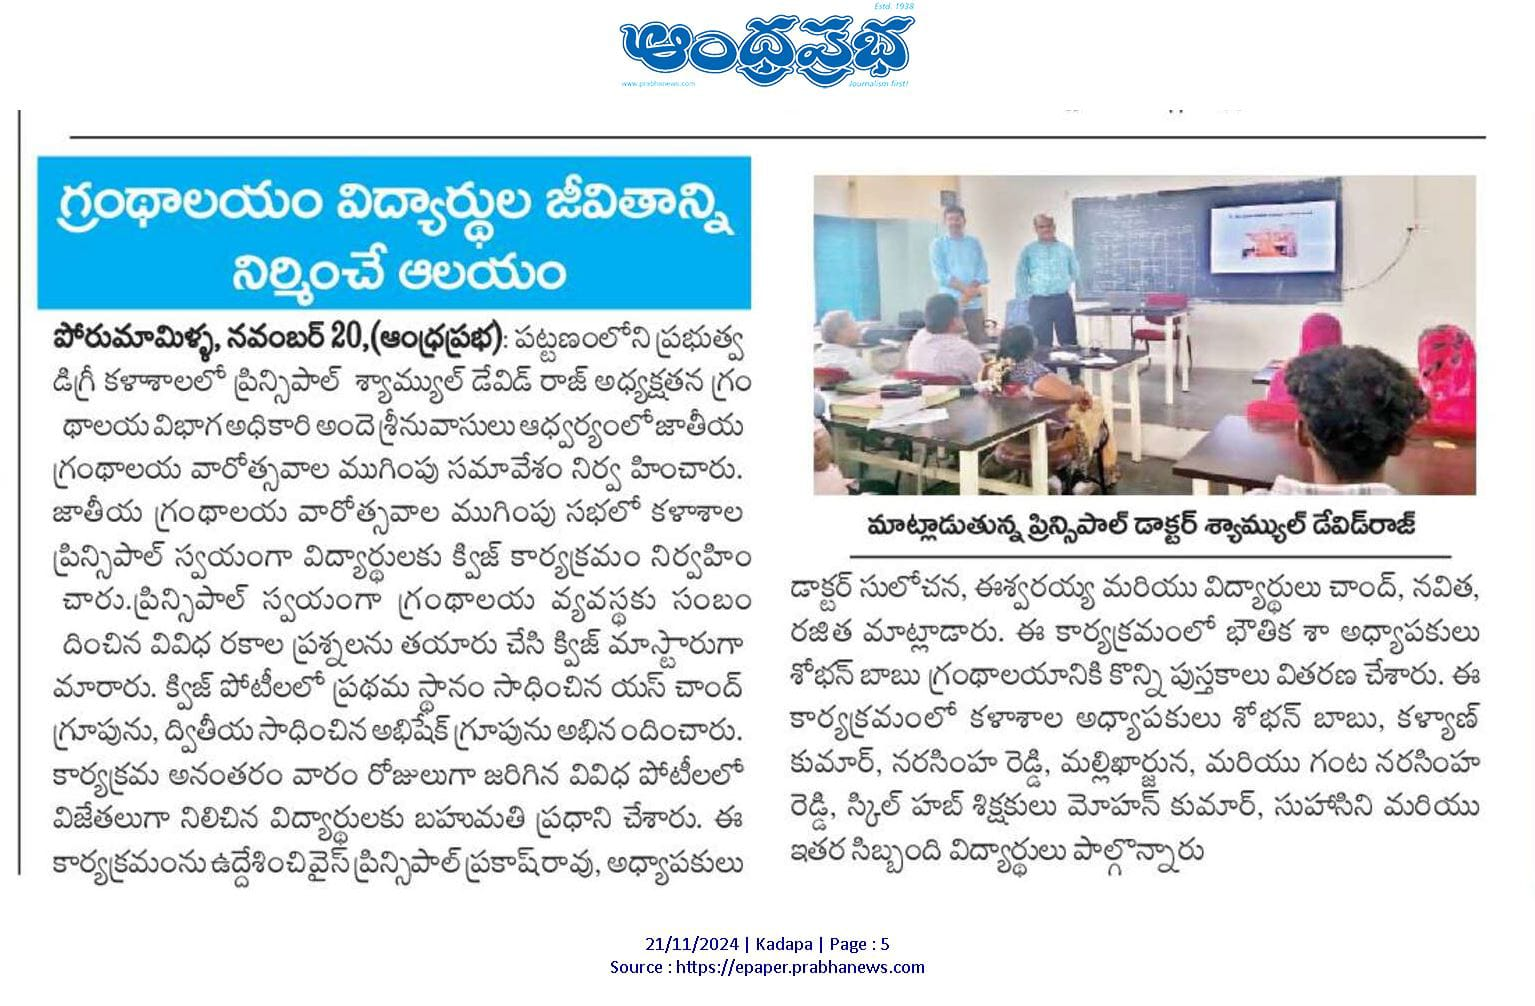 Estd. 1938
ఆంధ్రప్రభ
www.prabhanews.com
Journalism first!
గ్రంథాలయం విద్యార్థుల జీవితాన్ని
నిర్మించే ఆలయం
పోరుమామిళ్ళ, నవంబర్ 20,(ఆంధ్రప్రభ): పట్టణంలోని ప్రభుత్వ
డిగ్రీ కళాశాలలో ప్రిన్సిపాల్ శ్యామ్యుల్ డేవిడ్ రాజ్ అధ్యక్షతన గ్రం
థాలయ విభాగ అధికారి అందె శ్రీనువాసులు ఆధ్వర్యంలో జాతీయ
గ్రంథాలయ వారోత్సవాల ముగింపు సమావేశం నిర్వ హించారు.
జాతీయ గ్రంథాలయ వారోత్సవాల ముగింపు సభలో కళాశాల
ప్రిన్సిపాల్ స్వయంగా విద్యార్థులకు క్విజ్ కార్యక్రమం నిర్వహిం
చారు.ప్రిన్సిపాల్ స్వయంగా గ్రంథాలయ వ్యవస్థకు సంబం
దించిన వివిధ రకాల ప్రశ్నలను తయారు చేసి క్విజ్ మాస్టారుగా
మారారు. క్విజ్ పోటీలలో ప్రథమ స్థానం సాధించిన యస్ చాంద్
గ్రూపును, ద్వితీయ సాధించిన అభిషేక్ గ్రూపును అభిన ందించారు.
కార్యక్రమ అనంతరం వారం రోజులుగా జరిగిన వివిధ పోటీలలో
విజేతలుగా నిలిచిన విద్యార్థులకు బహుమతి ప్రధాని చేశారు. ఈ
కార్యక్రమంను ఉద్దేశించి వైస్ ప్రిన్సిపాల్ ప్రకాష్‌రావు, అధ్యాపకులు
మాట్లాడుతున్న ప్రిన్సిపాల్ డాక్టర్ శ్యామ్యుల్ డేవిడ్‌రాజ్
డాక్టర్ సులోచన, ఈశ్వరయ్య మరియు విద్యార్థులు చాంద్, నవిత,
రజిత మాట్లాడారు. ఈ కార్యక్రమంలో భౌతిక శా అధ్యాపకులు
శోభన్ బాబు గ్రంథాలయానికి కొన్ని పుస్తకాలు వితరణ చేశారు. ఈ
కార్యక్రమంలో కళాశాల అధ్యాపకులు శోభన్ బాబు, కళ్యాణ్
కుమార్, నరసింహ రెడ్డి, మల్లిఖార్జున, మరియు గంట నరసింహ
రెడ్డి, స్కిల్ హబ్ శిక్షకులు మోహన్ కుమార్, సుహాసిని మరియు
ఇతర సిబ్బంది విద్యార్థులు పాల్గొన్నారు
21/11/2024 | Kadapa | Page : 5
Source : https://epaper.prabhanews.com